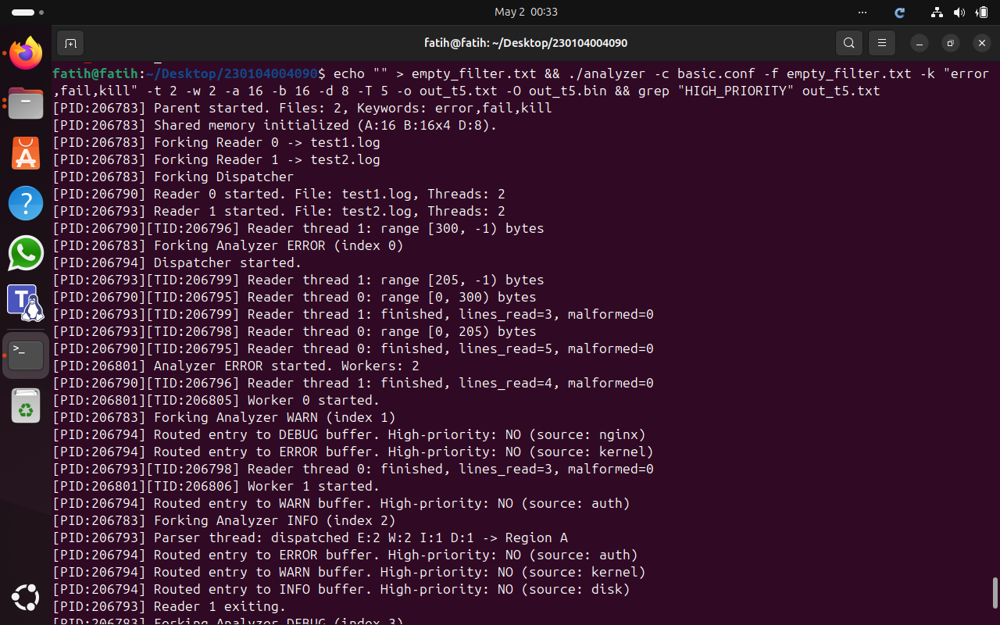 May 2 00:33
fatih@fatih: ~/Desktop/230104004090
fatih@fatih:~/Desktop/230104004090$ echo "" > empty_filter.txt && ./analyzer -c basic.conf -f empty_filter.txt -k "error
,fail,kill" -t 2 -w 2 -a 16 -b 16 -d 8 -T 5 -o out_t5.txt -O out_t5.bin && grep "HIGH_PRIORITY" out_t5.txt
[PID:206783] Parent started. Files: 2, Keywords: error,fail,kill
[PID:206783] Shared memory initialized (A:16 B:16x4 D:8).
[PID:206783] Forking Reader 0 -> test1.log
[PID:206783] Forking Reader 1 -> test2.log
[PID:206783] Forking Dispatcher
[PID:206790] Reader 0 started. File: test1.log, Threads: 2
[PID:206793] Reader 1 started. File: test2.log, Threads: 2
[PID:206790][TID:206796] Reader thread 1: range [300, -1) bytes
[PID:206783] Forking Analyzer ERROR (index 0)
[PID:206794] Dispatcher started.
[PID:206793][TID:206799] Reader thread 1: range [205, -1) bytes
[PID:206790][TID:206795] Reader thread 0: range [0, 300) bytes
[PID:206793][TID:206799] Reader thread 1: finished, lines_read=3, malformed=0
[PID:206793][TID:206798] Reader thread 0: range [0, 205) bytes
[PID:206790][TID:206795] Reader thread 0: finished, lines_read=5, malformed=0
[PID:206801] Analyzer ERROR started. Workers: 2
[PID:206790][TID:206796] Reader thread 1: finished, lines_read=4, malformed=0
[PID:206801][TID:206805] Worker 0 started.
[PID:206783] Forking Analyzer WARN (index 1)
[PID:206794] Routed entry to DEBUG buffer. High-priority: NO (source: nginx)
[PID:206794] Routed entry to ERROR buffer. High-priority: NO (source: kernel)
[PID:206793][TID:206798] Reader thread 0: finished, lines_read=3, malformed=0
[PID:206801][TID:206806] Worker 1 started.
[PID:206794] Routed entry to WARN buffer. High-priority: NO (source: auth)
[PID:206783] Forking Analyzer INFO (index 2)
[PID:206793] Parser thread: dispatched E:2 W:2 I:1 D:1 -> Region A
[PID:206794] Routed entry to ERROR buffer. High-priority: NO (source: auth)
[PID:206794] Routed entry to WARN buffer. High-priority: NO (source: kernel)
[PID:206794] Routed entry to INFO buffer. High-priority: NO (source: disk)
[PID:206793] Reader 1 exiting.
[PID:206783] Forking Analyzer DEBUG (index 3)